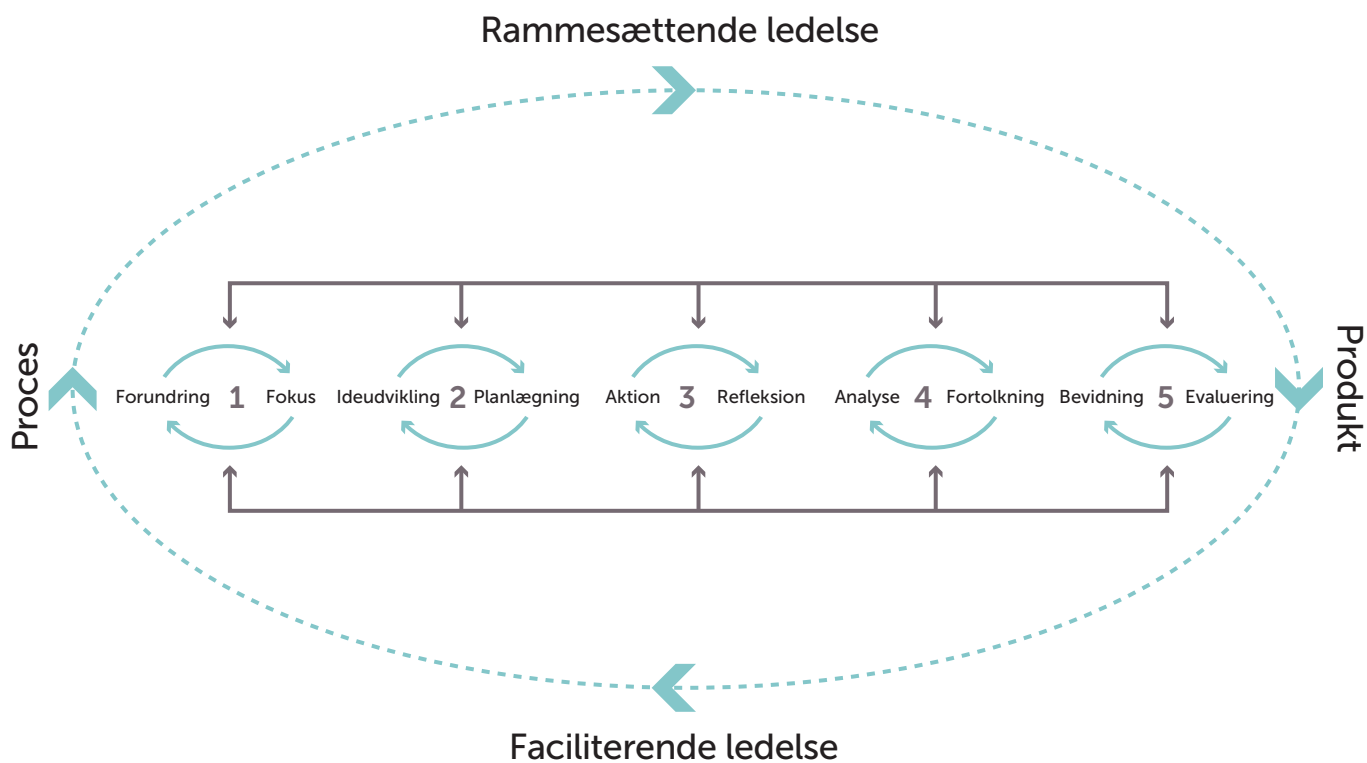 Rammesættende ledelse
Proces
Forundring 1 Fokus
Ideudvikling 2 Planlægning
Aktion 3 Refleksion
Analyse 4 Fortolkning
Bevidning 5 Evaluering
Produkt
Faciliterende ledelse